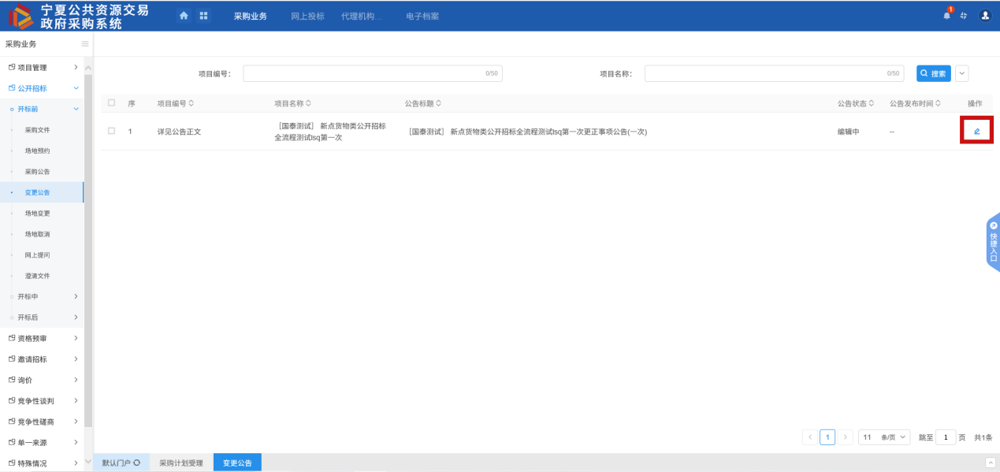 宁夏公共资源交易
政府采购系统
采购业务
网上投标
代理机构...
电子档案
1
采购业务
项目管理
公开招标
开标前
采购文件
场地预约
采购公告
变更公告
场地变更
场地取消
网上提问
澄清文件
开标中
开标后
资格预审
邀请招标
询价
竞争性谈判
竞争性磋商
单一来源
特殊情况
项目编号：
0/50
项目名称：
0/50
搜索
序
项目编号
项目名称
公告标题
公告状态
公告发布时间
操作
1
详见公告正文
［国泰测试］ 新点货物类公开招标
全流程测试lsq第一次
［国泰测试］ 新点货物类公开招标全流程测试lsq第一次更正事项公告(一次)
编辑中
--
快捷入口
1
11 条/页
跳至 1 页
共1条
默认门户
采购计划受理
变更公告